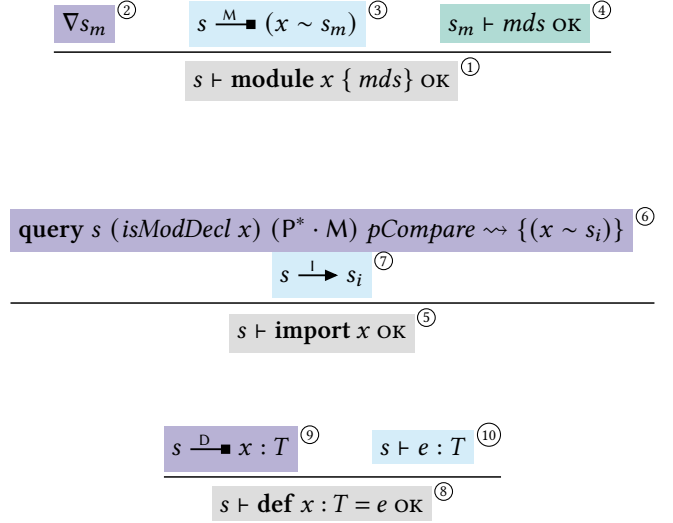 ∇s_m ② s —M—■ (x ~ s_m) ③ s_m ⊢ mds OK ④
s ⊢ module x { mds} OK ①
query s (isModDecl x) (P* · M) pCompare ⇝ {(x ~ s_i)} ⑥
s —I—▶ s_i ⑦
s ⊢ import x OK ⑤
s —D—■ x : T ⑨ s ⊢ e : T ⑩
s ⊢ def x : T = e OK ⑧